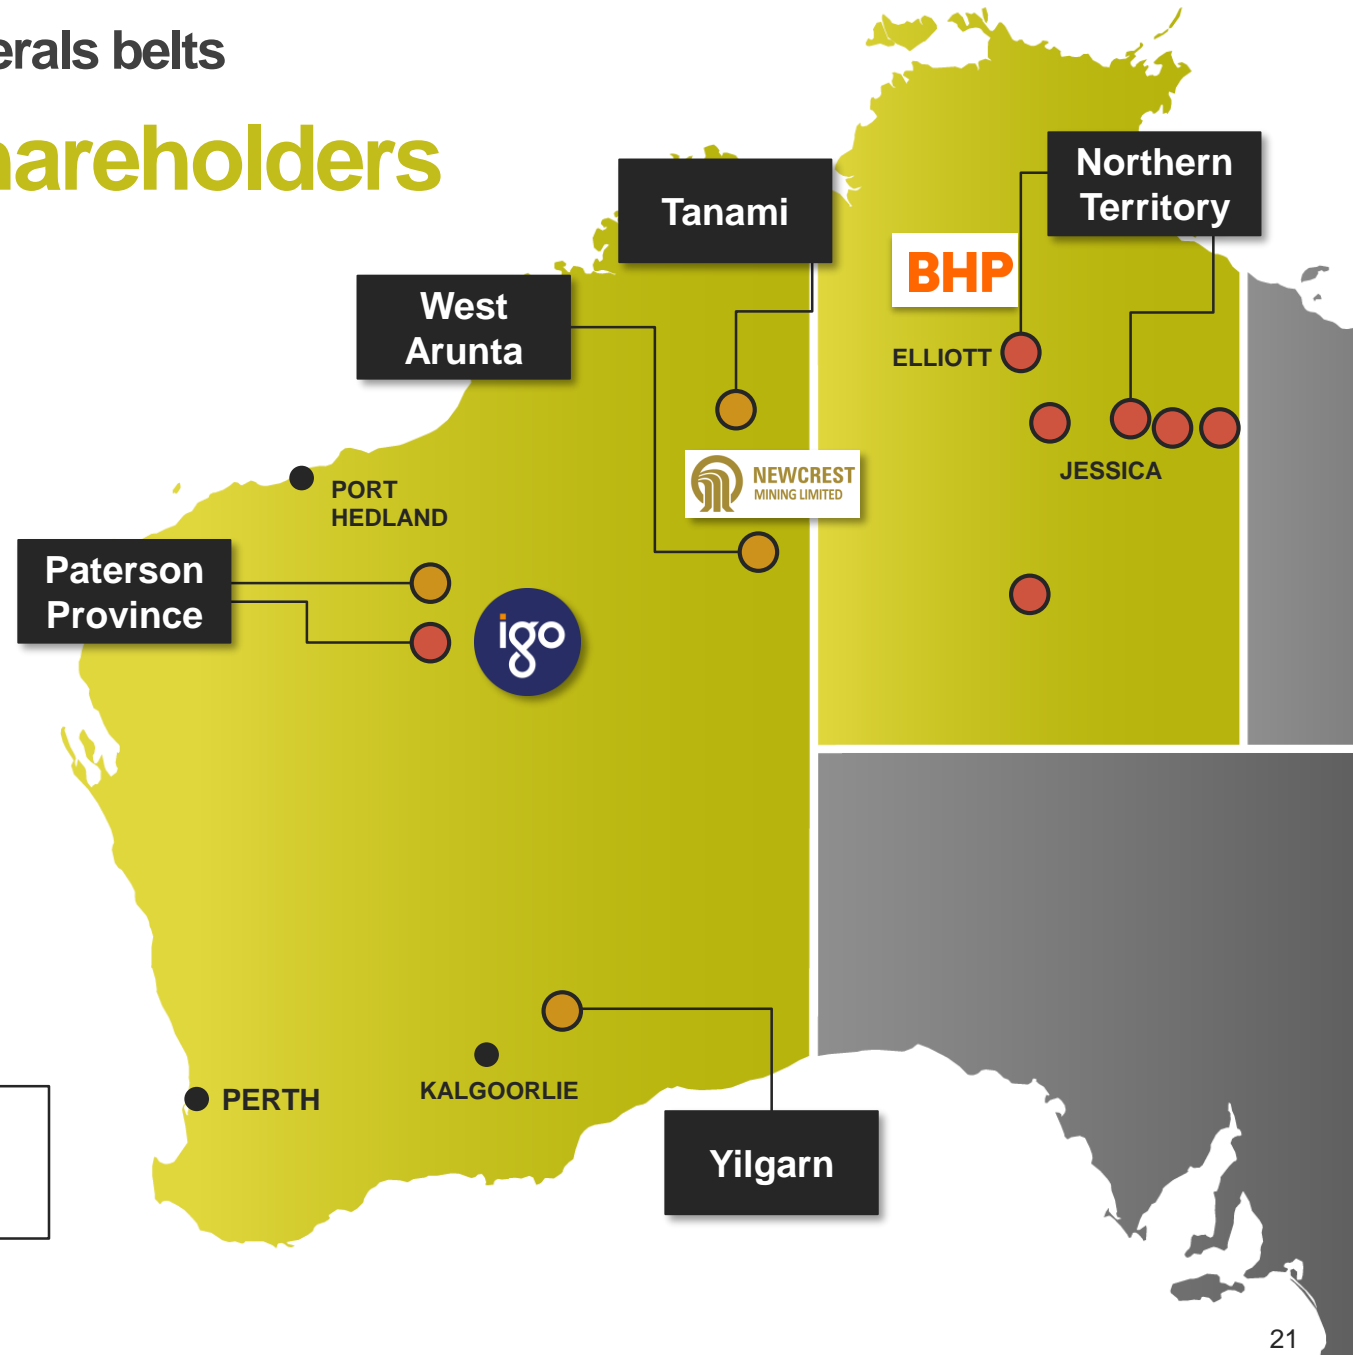 erals belts
hareholders
Northern
Territory
Tanami
BHP
West
Arunta
ELLIOTT
JESSICA
NEWCREST
MINING LIMITED
PORT
HEDLAND
Paterson
Province
igo
PERTH
KALGOORLIE
Yilgarn
21